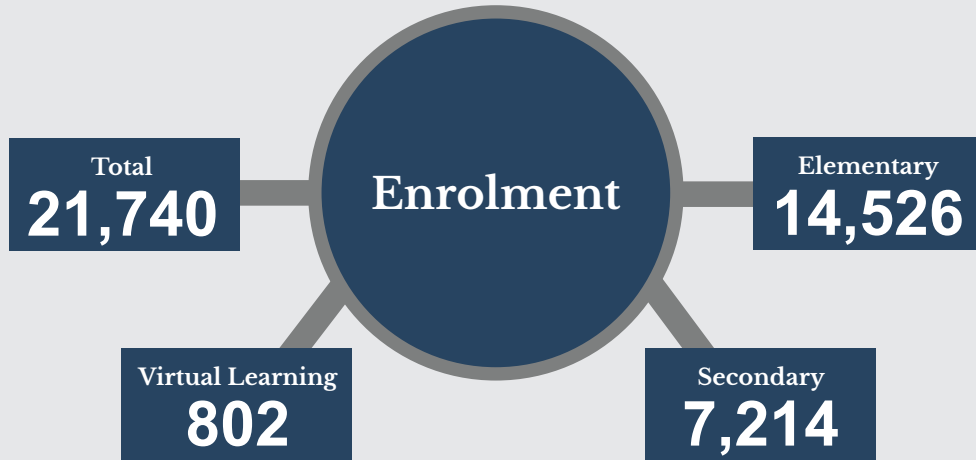 Enrolment
Total
21,740
Elementary
14,526
Virtual Learning
802
Secondary
7,214